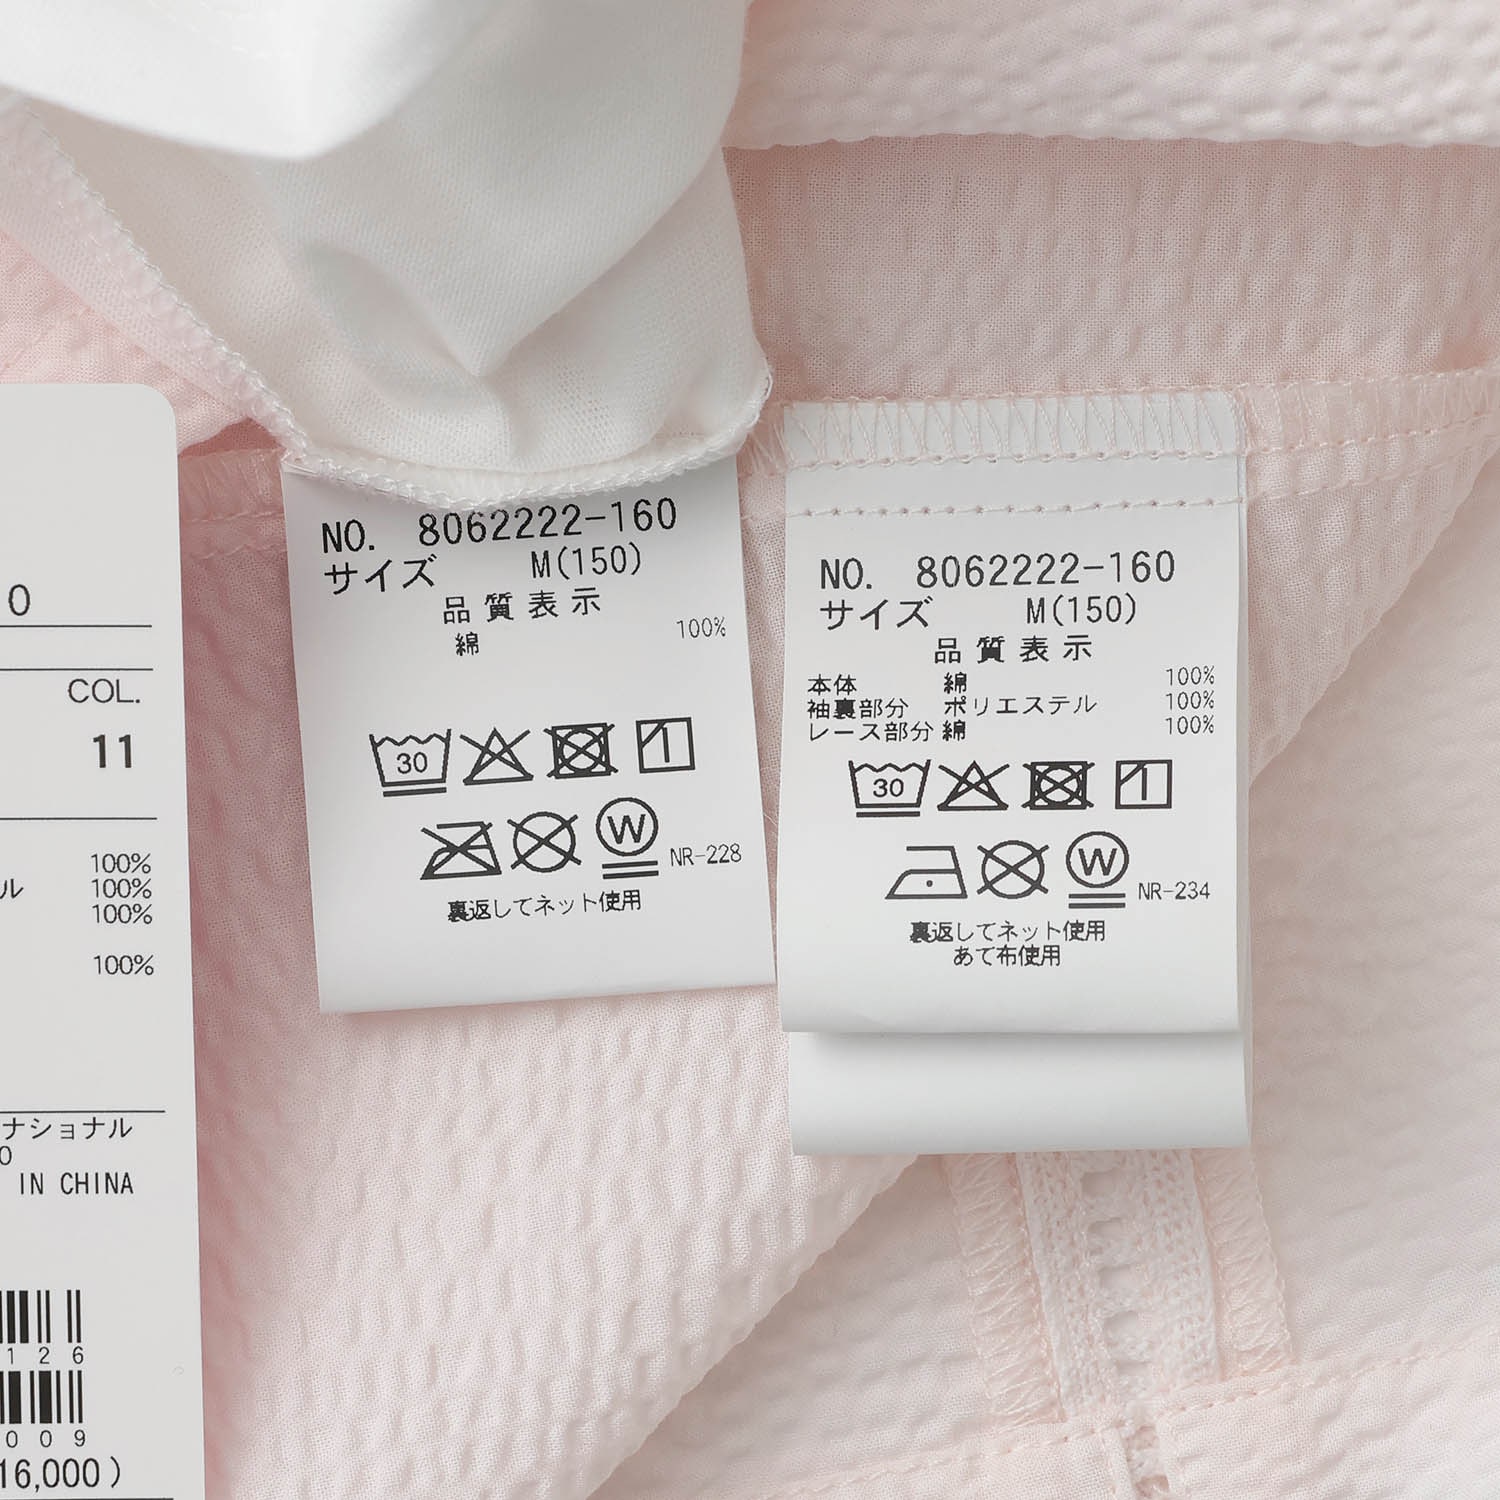 0
COL.
11
100%
ル 100%
100%
100%
ナショナル
0
IN CHINA
126
009
16,000)
NO. 8062222-160
サイズ M(150)
品質表示
綿 100%
30
NR-228
裏返してネット使用
NO. 8062222-160
サイズ M(150)
品質表示
本体 綿 100%
袖裏部分 ポリエステル 100%
レース部分 綿 100%
30
NR-234
裏返してネット使用
あて布使用